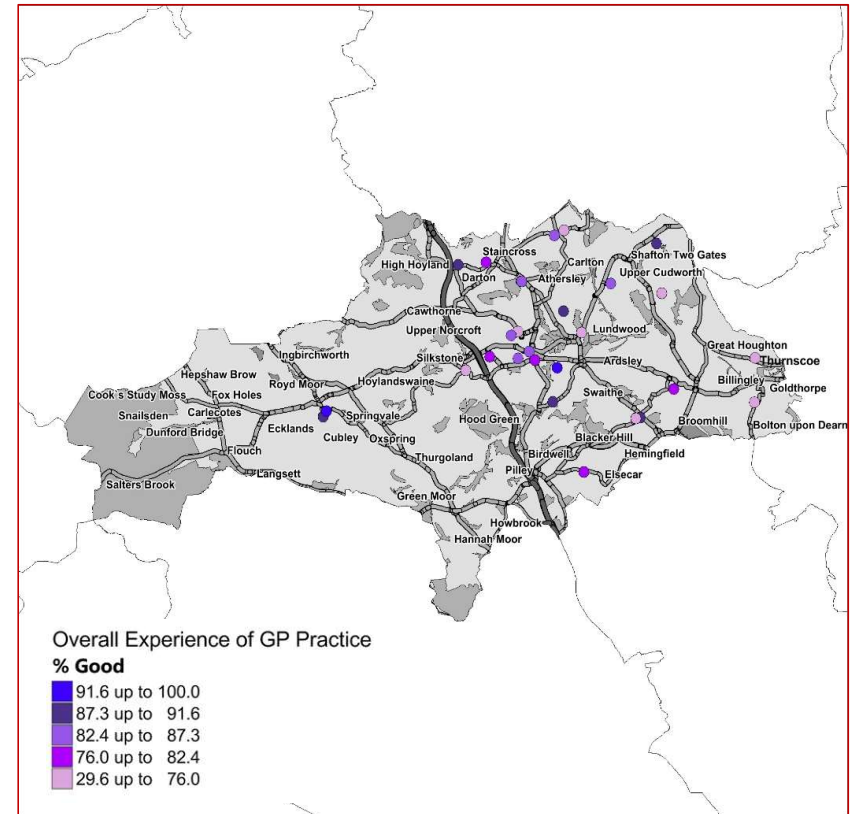 Staincross
Shafton Two Gates
High Hoyland
Carlton
Darton
Athersley
Upper Cudworth
Cawthorne
Upper Norcroft
Lundwood
Great Houghton
Ingbirchworth
Silkstone
Ardsley
Thurnscoe
Hepshaw Brow
Royd Moor
Hoylandswaine
Billingley
Goldthorpe
Cook s Study Moss
Fox Holes
Swaithe
Snailsden
Carlecotes
Springvale
Hood Green
Broomhill
Dunford Bridge
Ecklands
Cubley
Oxspring
Blacker Hill
Bolton upon Dearn
Flouch
Thurgoland
Birdwell
Hemingfield
Salters Brook
Langsett
Pilley
Elsecar
Green Moor
Howbrook
Hannah Moor
Overall Experience of GP Practice
% Good
91.6 up to 100.0
87.3 up to 91.6
82.4 up to 87.3
76.0 up to 82.4
29.6 up to 76.0